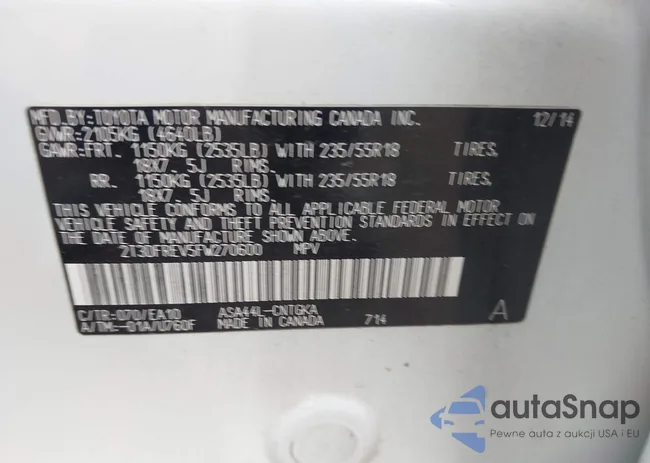 MFD.BY:TOYOTA MOTOR MANUFACTURING CANADA INC. 12/14
GVWR:2105KG (4640LB)
GAWR:FRT. 1150KG (2535LB) WITH 235/55R18 TIRES,
18X7.5J RIMS.
RR. 1150KG (2535LB) WITH 235/55R18 TIRES,
18X7.5J RIMS.
THIS VEHICLE CONFORMS TO ALL APPLICABLE FEDERAL MOTOR
VEHICLE SAFETY AND THEFT PREVENTION STANDARDS IN EFFECT ON
THE DATE OF MANUFACTURE SHOWN ABOVE.
2T3DFREV5FW270600 MPV
C/TR:070/EA10 ASA44L-CNTGKA A
A/TM:-01A/U760F MADE IN CANADA 714
autaSnap
Pewne auta z aukcji USA i EU